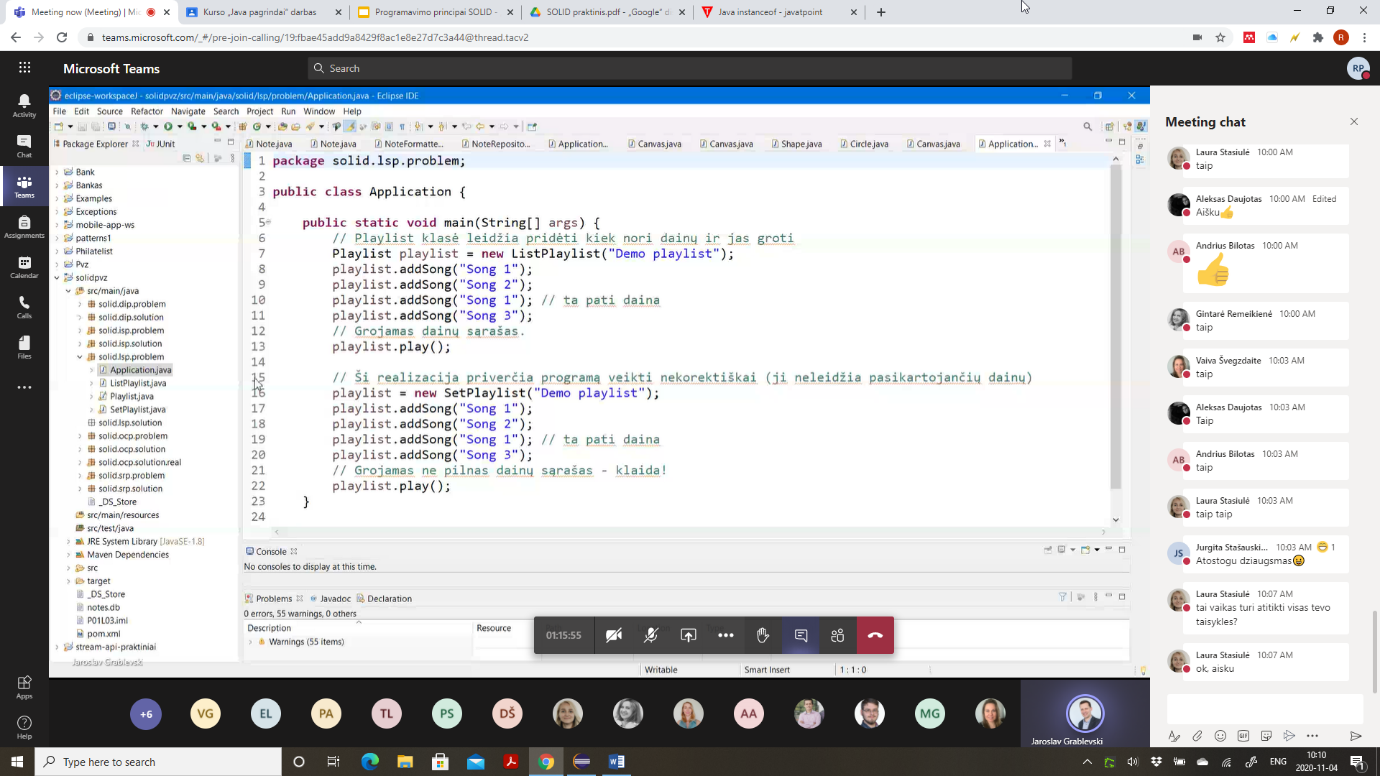 Meeting now (Meeting) | Mi
Kurso „Java pagrindai" darbas
Programavimo principai SOLID -
SOLID praktinis.pdf - „Google" d
Java instanceof - javatpoint
teams.microsoft.com/_#/pre-join-calling/19:fbae45add9a8429f8ac1e8e27d7c3a44@thread.tacv2
R
Microsoft Teams
Search
RP
Activity
Chat
Teams
Assignments
Calendar
Calls
Files
Apps
Help
eclipse-workspaceJ - solidpvz/src/main/java/solid/lsp/problem/Application.java - Eclipse IDE
File Edit Source Refactor Navigate Search Project Run Window Help
Package Explorer
JUnit
Note.java
Note.java
NoteFormatte...
NoteReposito...
Application....
Canvas.java
Canvas.java
Shape.java
Circle.java
Canvas.java
Application....
Bank
Bankas
Examples
Exceptions
mobile-app-ws
patterns1
Philatelist
Pvz
solidpvz
src/main/java
solid.dip.problem
solid.dip.solution
solid.isp.problem
solid.isp.solution
solid.lsp.problem
Application.java
ListPlaylist.java
Playlist.java
SetPlaylist.java
solid.lsp.solution
solid.ocp.problem
solid.ocp.solution
solid.ocp.solution.real
solid.srp.problem
solid.srp.solution
_DS_Store
src/main/resources
src/test/java
JRE System Library [JavaSE-1.8]
Maven Dependencies
src
target
_DS_Store
notes.db
P01L03.iml
pom.xml
stream-api-praktiniai
Jaroslav Grablevski
1 package solid.lsp.problem;
2
3 public class Application {
4
5 public static void main(String[] args) {
6 // Playlist klasė leidžia pridėti kiek nori dainų ir jas groti
7 Playlist playlist = new ListPlaylist("Demo playlist");
8 playlist.addSong("Song 1");
9 playlist.addSong("Song 2");
10 playlist.addSong("Song 1"); // ta pati daina
11 playlist.addSong("Song 3");
12 // Grojamas dainų sąrašas.
13 playlist.play();
14
15 // Ši realizacija priverčia programą veikti nekorektiškai (ji neleidžia pasikartojančių dainų)
16 playlist = new SetPlaylist("Demo playlist");
17 playlist.addSong("Song 1");
18 playlist.addSong("Song 2");
19 playlist.addSong("Song 1"); // ta pati daina
20 playlist.addSong("Song 3");
21 // Grojamas ne pilnas dainų sąrašas - klaida!
22 playlist.play();
23 }
24
Console
No consoles to display at this time.
Problems
Javadoc
Declaration
0 errors, 55 warnings, 0 others
Description
Resource
Warnings (55 items)
01:15:55
Writable
Smart Insert
1 : 1 : 0
Meeting chat
Laura Stasiulė 10:00 AM
taip
Aleksas Daujotas 10:00 AM Edited
Aišku👍
AB
Andrius Bilotas 10:00 AM
👍
Gintarė Remeikienė 10:00 AM
taip
Vaiva Švegzdaite 10:03 AM
taip
Aleksas Daujotas 10:03 AM
Taip
AB
Andrius Bilotas 10:03 AM
taip
Laura Stasiulė 10:03 AM
taip taip
JS
Jurgita Stašauski... 10:03 AM 😁 1
Atostogu dziaugsmas😀
Laura Stasiulė 10:07 AM
tai vaikas turi atitikti visas tevo
taisykles?
Laura Stasiulė 10:07 AM
ok, aisku
+6
VG
EL
PA
TL
PS
DŠ
AA
MG
Jaroslav Grablevski
Type here to search
ENG
10:10
2020-11-04
1